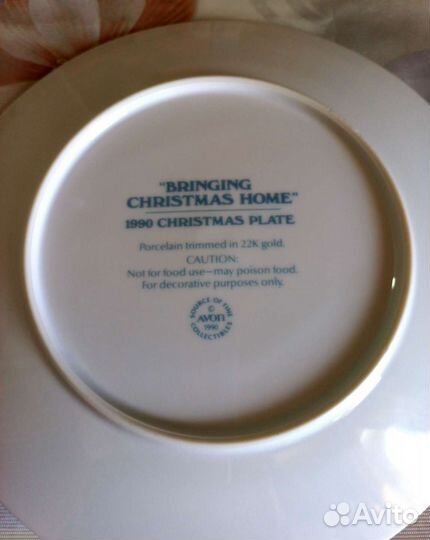 "BRINGING
CHRISTMAS HOME"
1990 CHRISTMAS PLATE
Porcelain trimmed in 22K gold.
CAUTION:
Not for food use—may poison food.
For decorative purposes only.
SOURCE OF FINE
©
AVON
1990
COLLECTIBLES
Avito